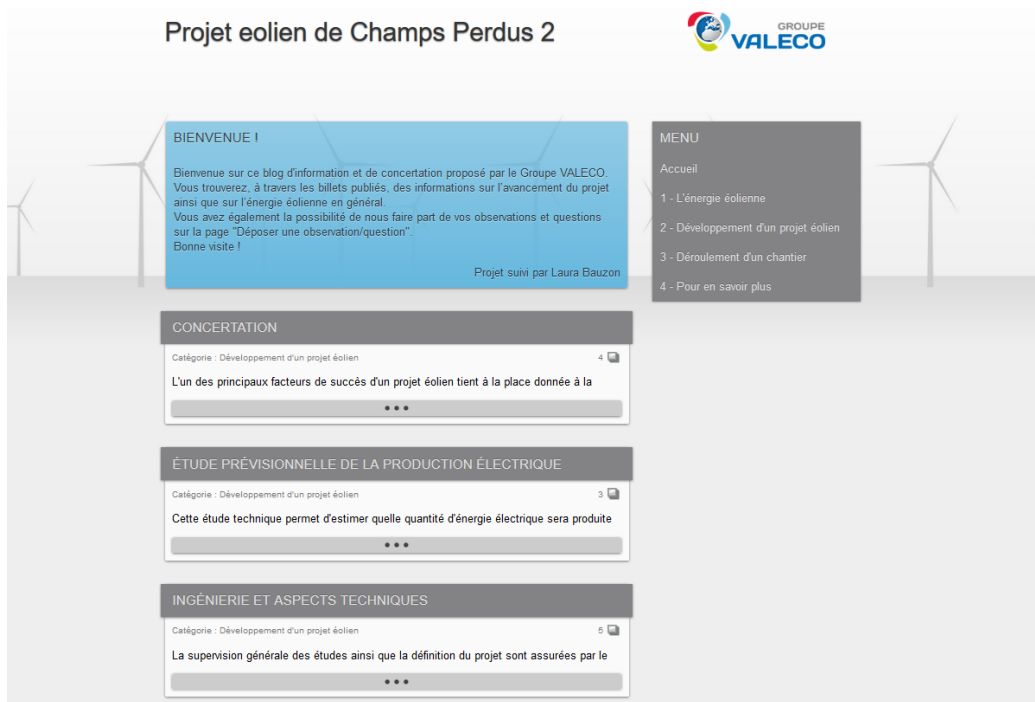 Projet eolien de Champs Perdus 2
GROUPE
VALECO
BIENVENUE !
Bienvenue sur ce blog d'information et de concertation proposé par le Groupe VALECO.
Vous trouverez, à travers les billets publiés, des informations sur l'avancement du projet
ainsi que sur l'énergie éolienne en général.
Vous avez également la possibilité de nous faire part de vos observations et questions
sur la page "Déposer une observation/question".
Bonne visite !
Projet suivi par Laura Bauzon
MENU
Accueil
1 - L'énergie éolienne
2 - Développement d'un projet éolien
3 - Déroulement d'un chantier
4 - Pour en savoir plus
CONCERTATION
Catégorie : Développement d'un projet éolien
4
L'un des principaux facteurs de succès d'un projet éolien tient à la place donnée à la
ÉTUDE PRÉVISIONNELLE DE LA PRODUCTION ÉLECTRIQUE
Catégorie : Développement d'un projet éolien
3
Cette étude technique permet d'estimer quelle quantité d'énergie électrique sera produite
INGÉNIERIE ET ASPECTS TECHNIQUES
Catégorie : Développement d'un projet éolien
5
La supervision générale des études ainsi que la définition du projet sont assurées par le